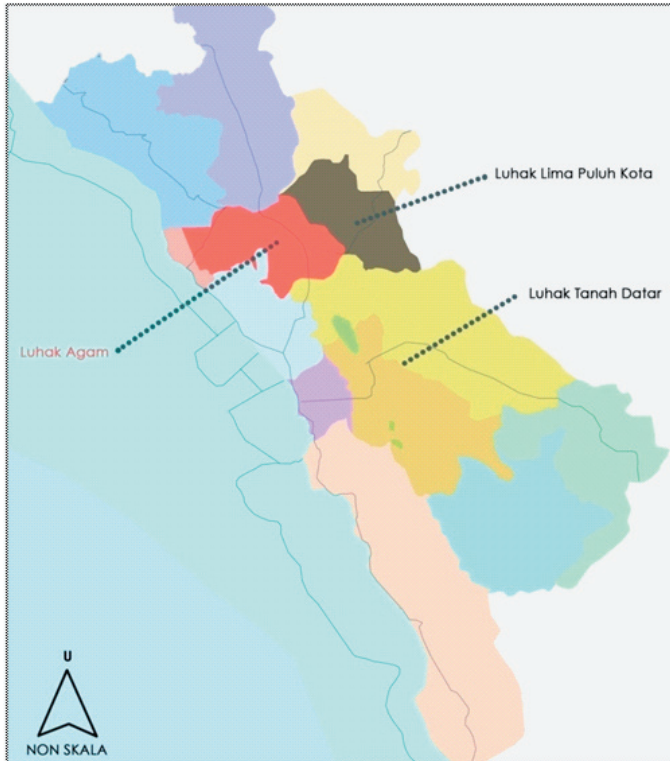 Luhak Lima Puluh Kota
Luhak Tanah Datar
Luhak Agam
U
NON SKALA